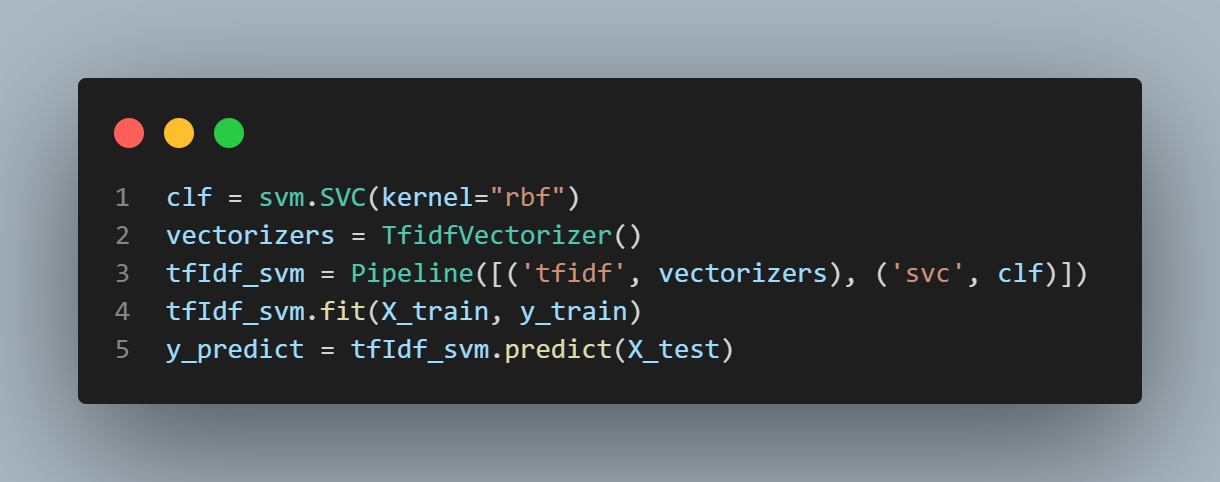 1 clf = svm.SVC(kernel="rbf")
2 vectorizers = TfidfVectorizer()
3 tfIdf_svm = Pipeline([('tfidf', vectorizers), ('svc', clf)])
4 tfIdf_svm.fit(X_train, y_train)
5 y_predict = tfIdf_svm.predict(X_test)